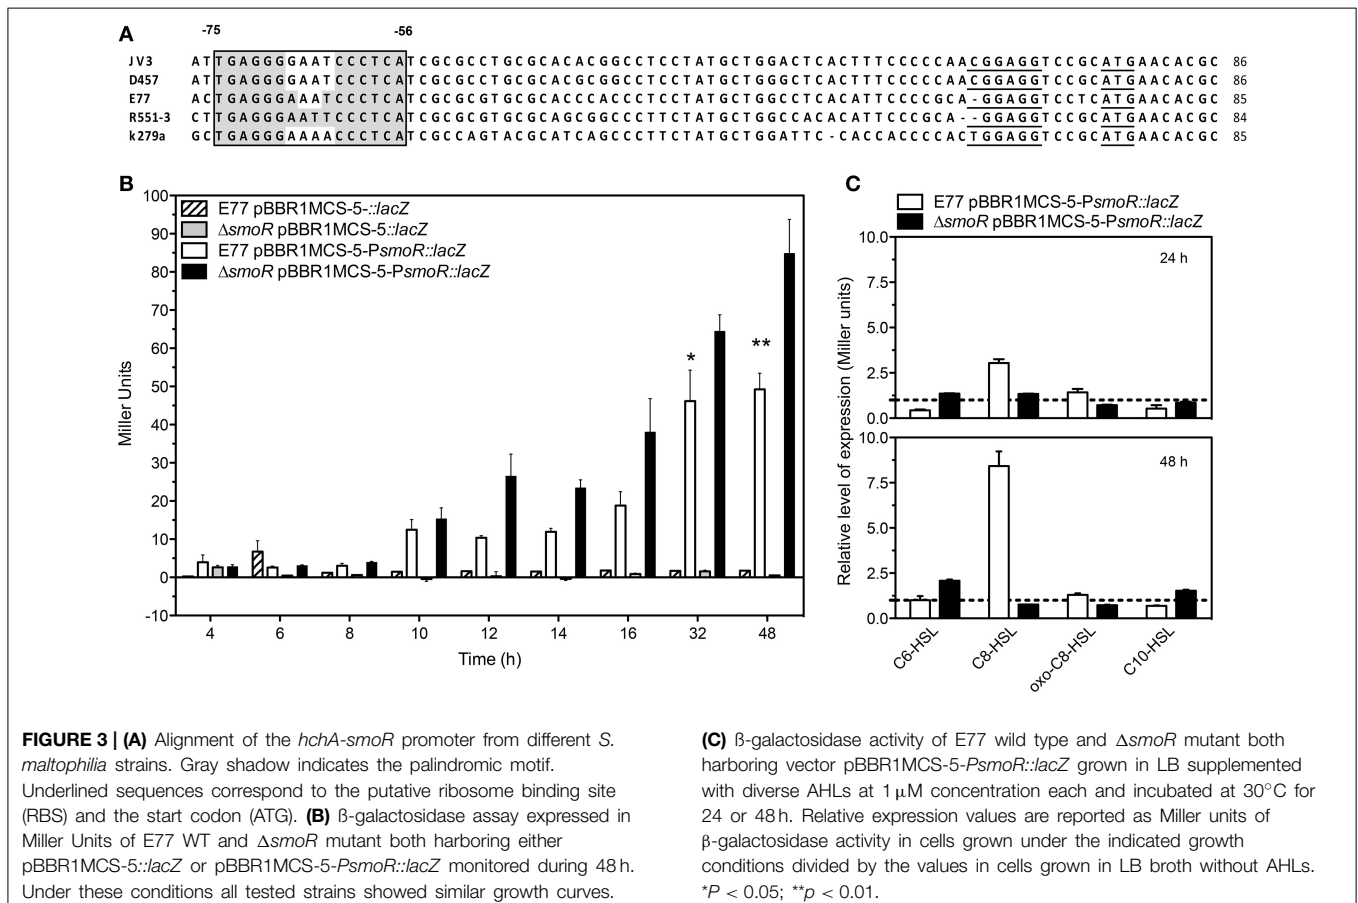 A
-75 -56
JV3 ATTGAGGGGAATCCCTCATCGCGCCTGCGCACACGGCCTCCTATGCTGGACTCACTTTCCCCCAACGGAGGTCCGCATGAACACGC 86
D457 ATTGAGGGGAATCCCTCATCGCGCCTGCGCACACGGCCTCCTATGCTGGACTCACTTTCCCCCAACGGAGGTCCGCATGAACACGC 86
E77 ACTGAGGGAAATCCCTCATCGCGCGTGCGCACCCACCCTCCTATGCTGGCCTCACATTCCCCGCA-GGAGGTCCTCATGAACACGC 85
R551-3 CTTGAGGGAATTCCCTCATCGCGCGTGCGCACGCGGCCTCCTATGCTGGCCACACATTCCCGCA--GGAGGTCCGCATGAACACGC 84
k279a GCTGAGGGAAAACCCTCATCGCCAGTACGCATCAGCCCTTCTATGCTGGATTC-CACCACCCCCACTGGAGGTCCGCATGAACACGC 85
B
100
90
80
70
60
50
40
30
20
10
0
-10
Miller Units
E77 pBBR1MCS-5-::lacZ
ΔsmoR pBBR1MCS-5::lacZ
E77 pBBR1MCS-5-PsmoR::lacZ
ΔsmoR pBBR1MCS-5-PsmoR::lacZ
*
**
4 6 8 10 12 14 16 32 48
Time (h)
C
E77 pBBR1MCS-5-PsmoR::lacZ
ΔsmoR pBBR1MCS-5-PsmoR::lacZ
Relative level of expression (Miller units)
10.0
7.5
5.0
2.5
0.0
24 h
10.0
7.5
5.0
2.5
0.0
48 h
C6-HSL C8-HSL oxo-C8-HSL C10-HSL
FIGURE 3 | (A) Alignment of the hchA-smoR promoter from different S.
maltophilia strains. Gray shadow indicates the palindromic motif.
Underlined sequences correspond to the putative ribosome binding site
(RBS) and the start codon (ATG). (B) ß-galactosidase assay expressed in
Miller Units of E77 WT and ΔsmoR mutant both harboring either
pBBR1MCS-5::lacZ or pBBR1MCS-5-PsmoR::lacZ monitored during 48 h.
Under these conditions all tested strains showed similar growth curves.
(C) ß-galactosidase activity of E77 wild type and ΔsmoR mutant both
harboring vector pBBR1MCS-5-PsmoR::lacZ grown in LB supplemented
with diverse AHLs at 1 μM concentration each and incubated at 30°C for
24 or 48 h. Relative expression values are reported as Miller units of
β-galactosidase activity in cells grown under the indicated growth
conditions divided by the values in cells grown in LB broth without AHLs.
*P < 0.05; **p < 0.01.